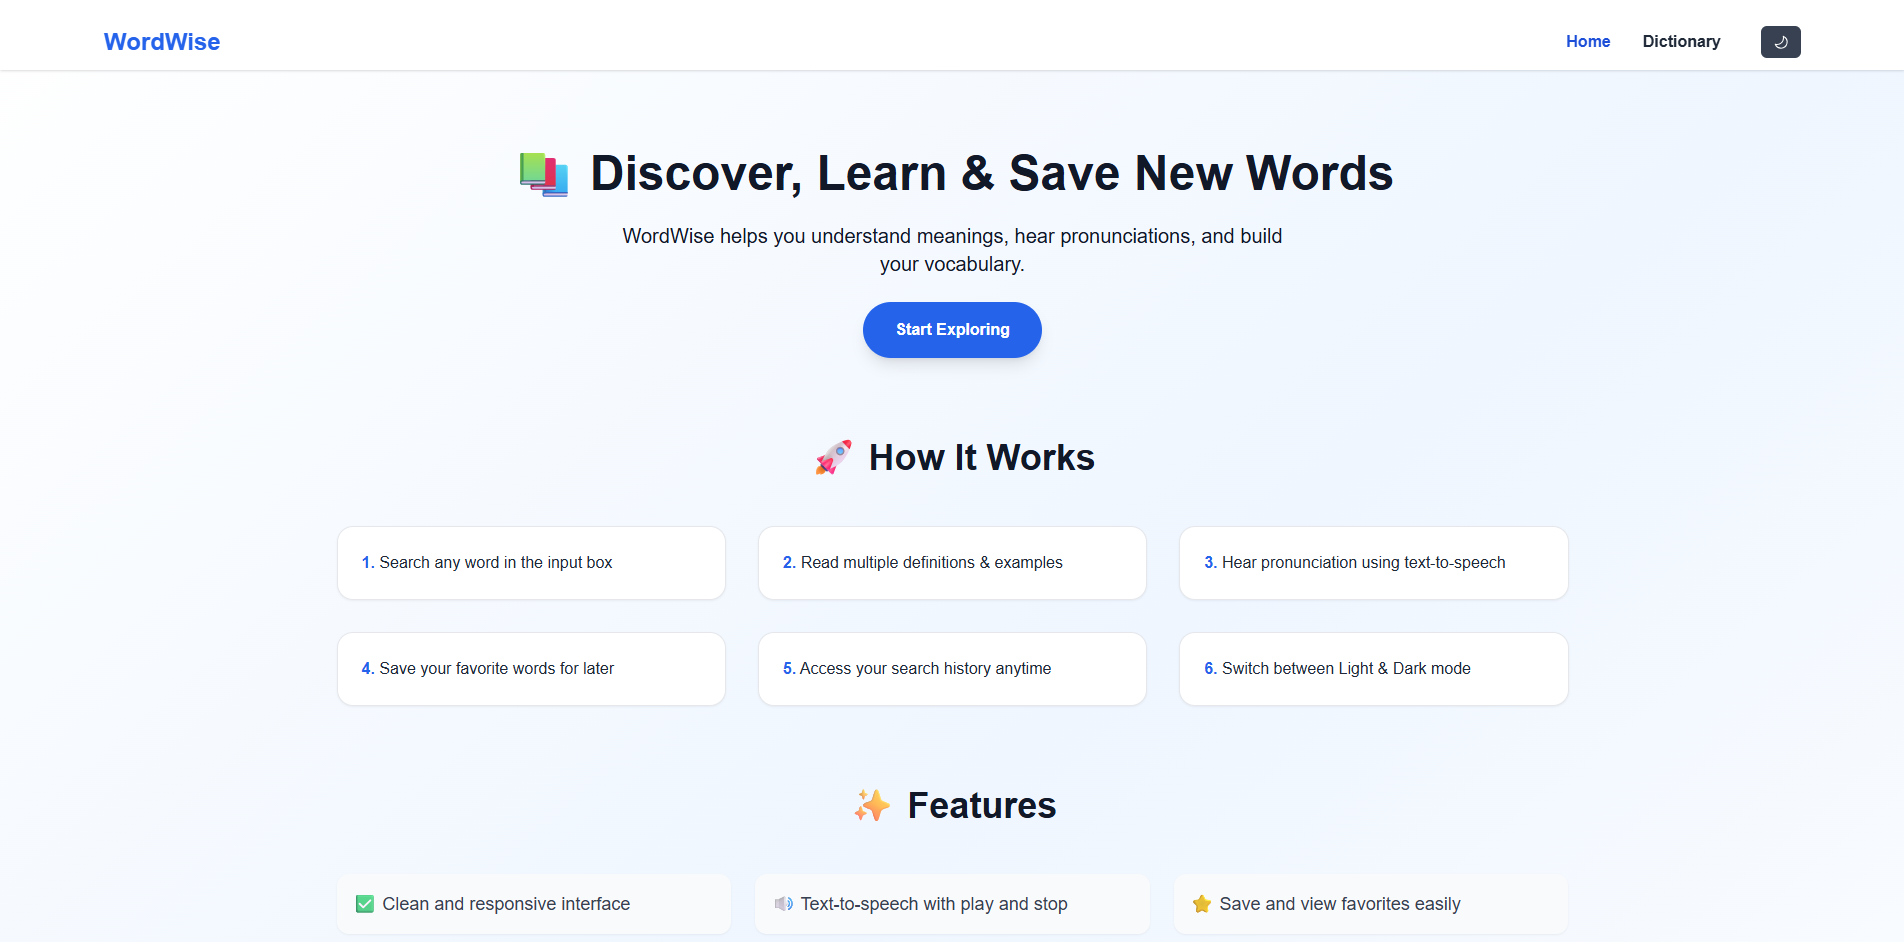 WordWise
Home
Dictionary
Discover, Learn & Save New Words
WordWise helps you understand meanings, hear pronunciations, and build
your vocabulary.
Start Exploring
How It Works
1. Search any word in the input box
2. Read multiple definitions & examples
3. Hear pronunciation using text-to-speech
4. Save your favorite words for later
5. Access your search history anytime
6. Switch between Light & Dark mode
Features
Clean and responsive interface
Text-to-speech with play and stop
Save and view favorites easily